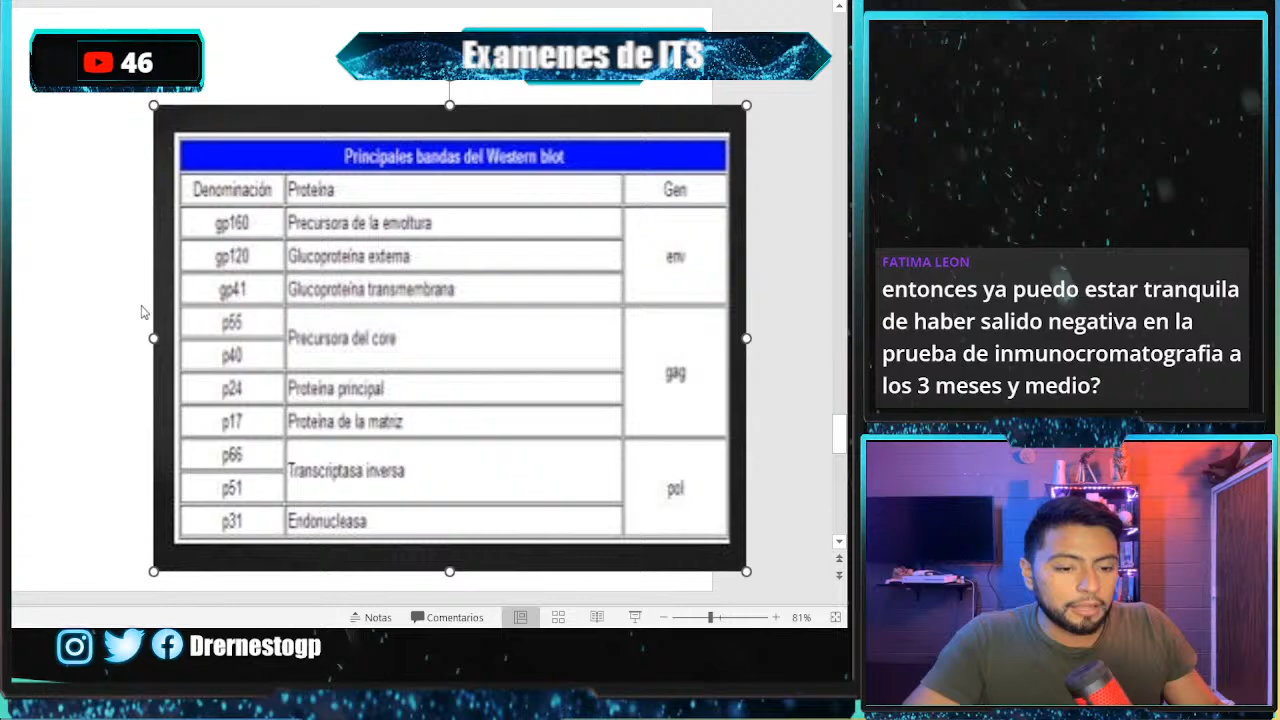 46
Examenes de ITS
Principales bandas del Western blot
Denominación Proteína Gen
gp160 Precursora de la envoltura
gp120 Glucoproteína externa env
gp41 Glucoproteína transmembrana
p55
Precursora del core
p40
gag
p24 Proteína principal
p17 Proteína de la matriz
p66
Transcriptasa inversa
p51
pol
p31 Endonucleasa
Notas Comentarios 81%
Drernestogp
FATIMA LEON
entonces ya puedo estar tranquila
de haber salido negativa en la
prueba de inmunocromatografia a
los 3 meses y medio?